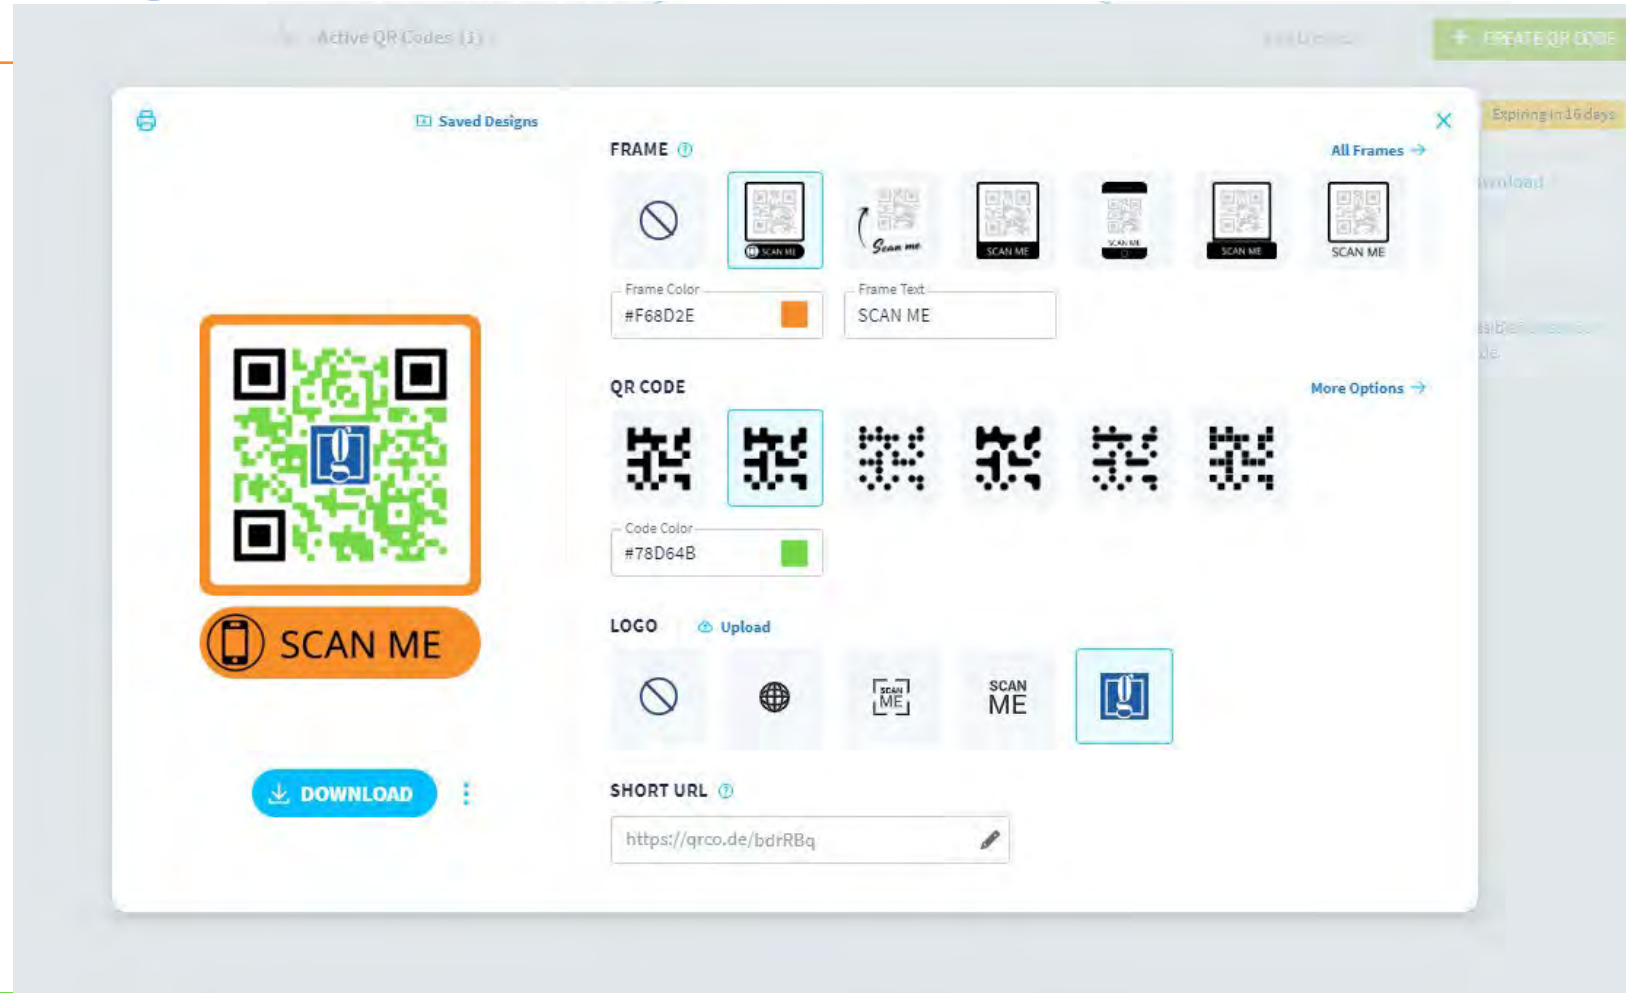 Active QR Codes (1)
+ CREATE QR CODE
Expiring in 16 days
Saved Designs
FRAME
All Frames →
SCAN ME
Scan me
SCAN ME
SCAN ME
SCAN ME
SCAN ME
Frame Color
#F68D2E
Frame Text
SCAN ME
QR CODE
More Options →
Code Color
#78D64B
SCAN ME
LOGO
Upload
SCAN
ME
SCAN
ME
g
DOWNLOAD
SHORT URL
https://qrco.de/bdrRBq